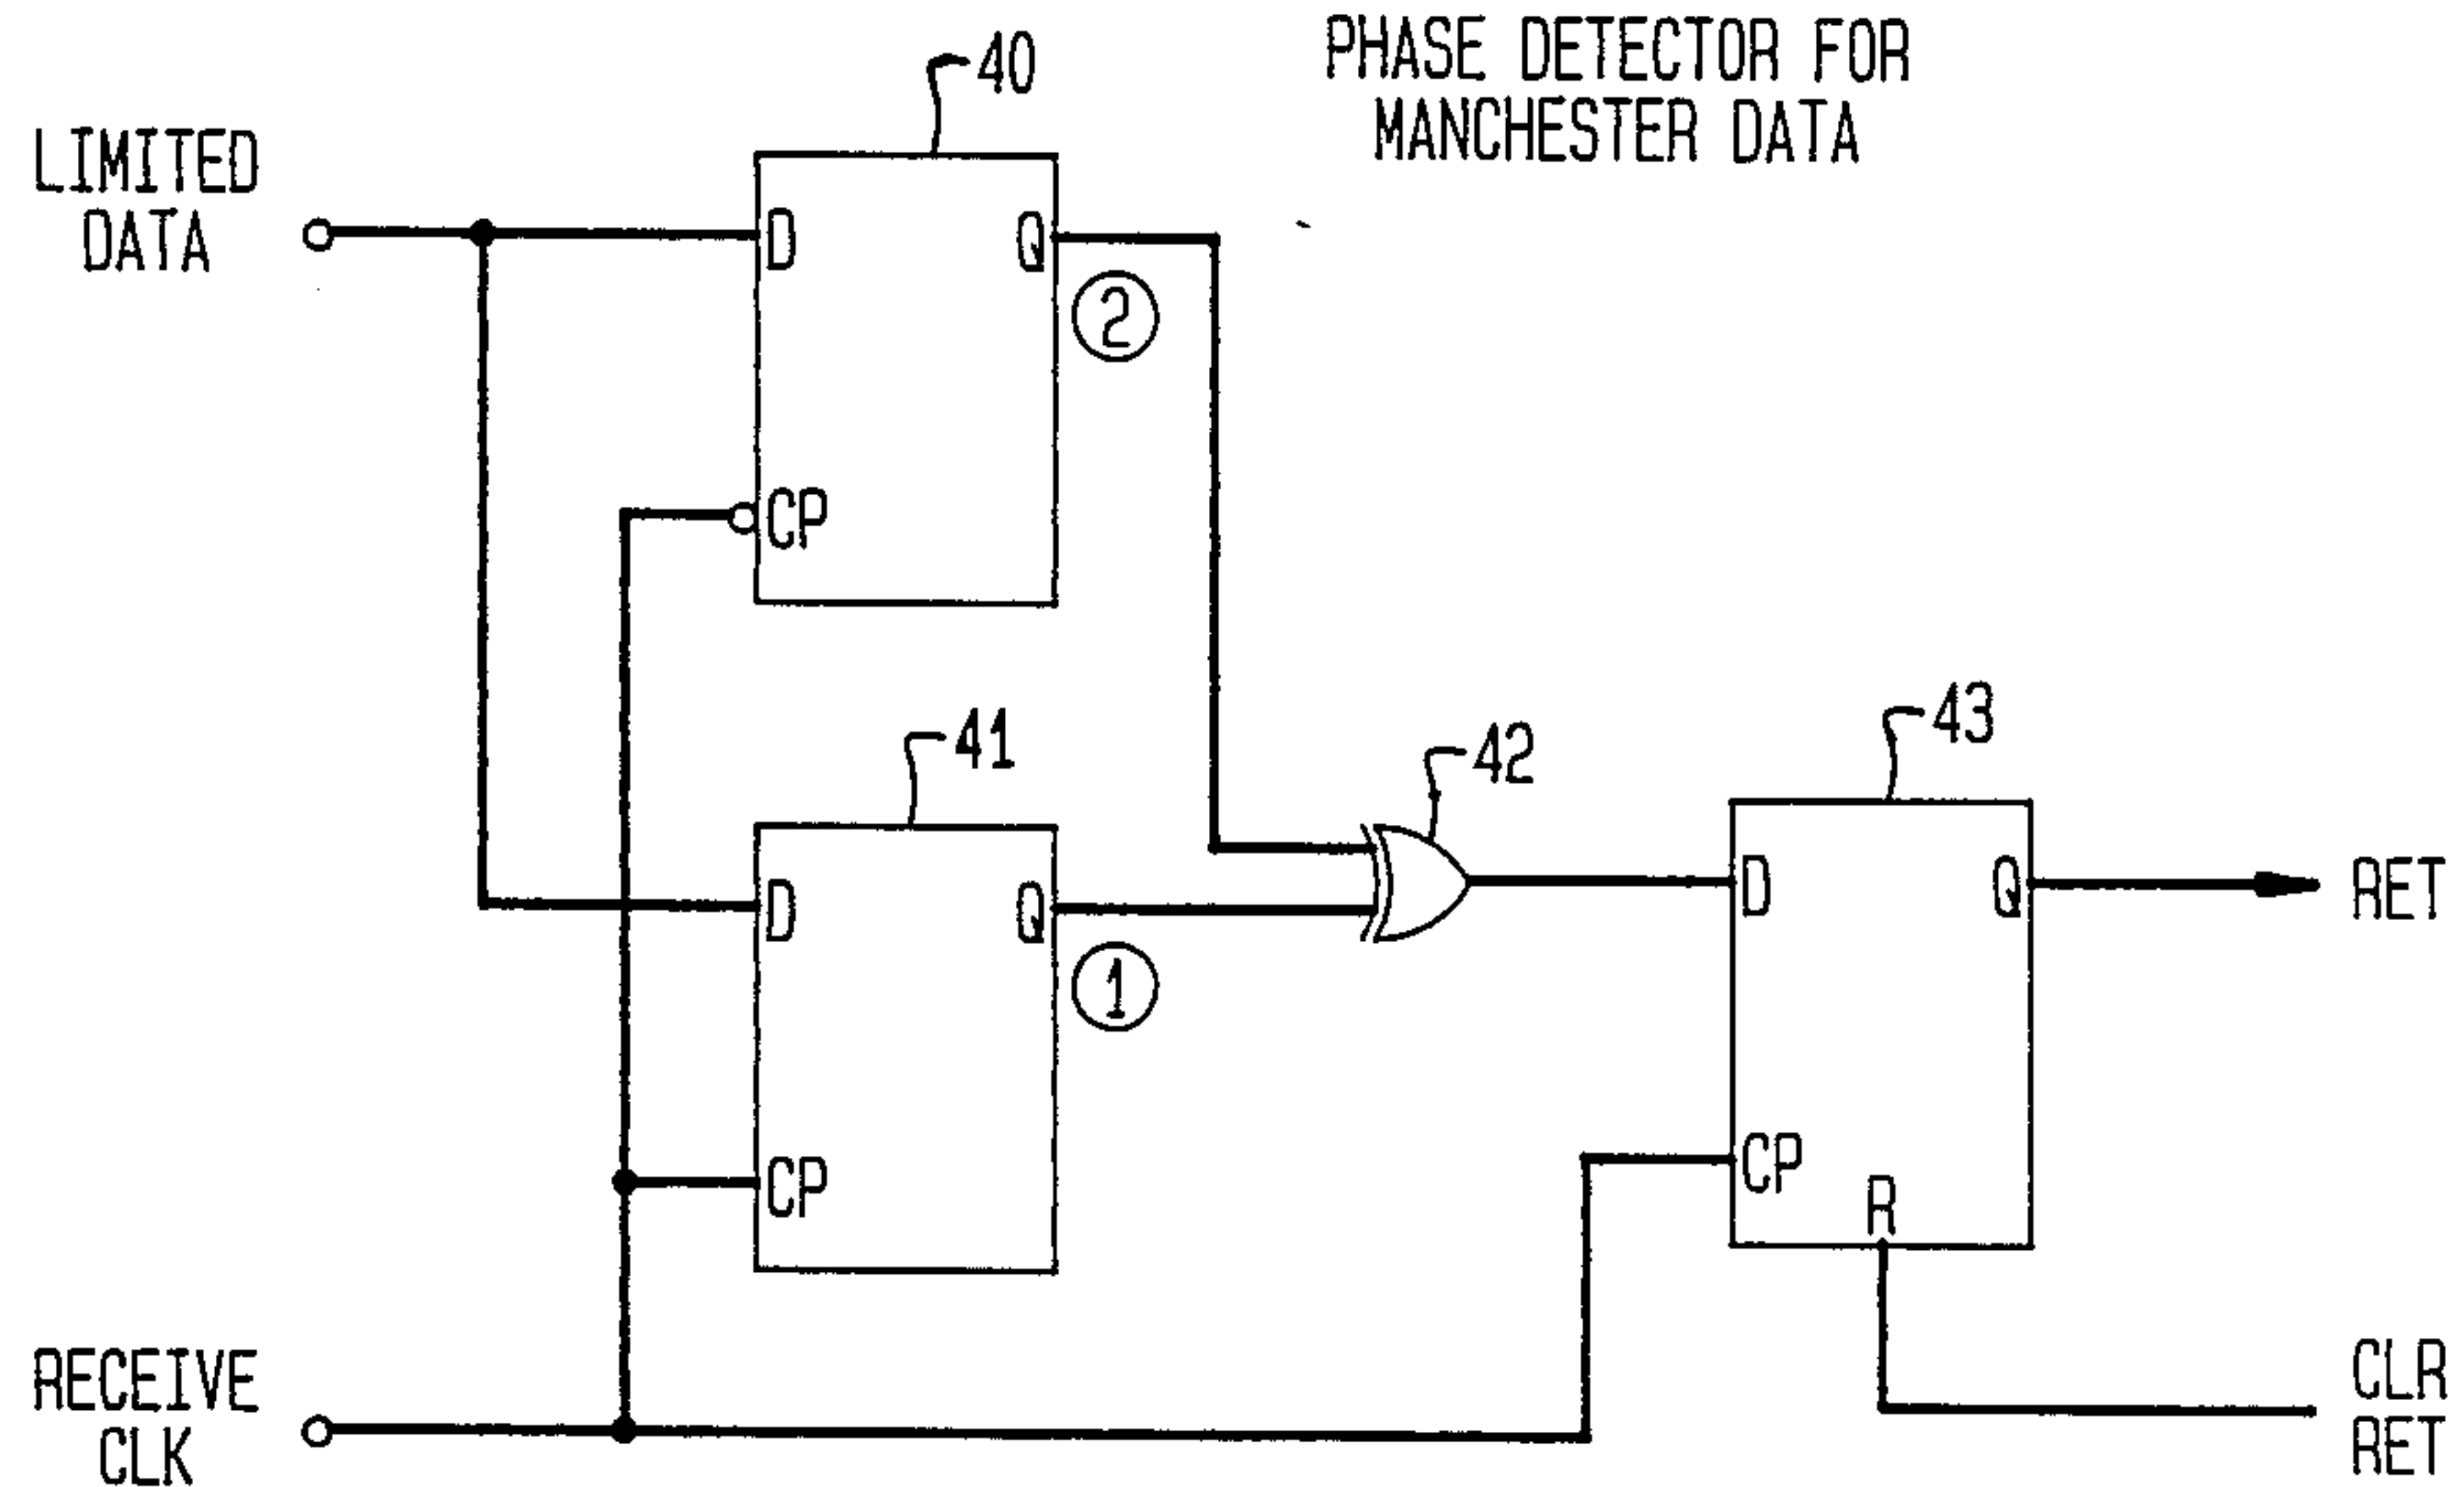 PHASE DETECTOR FOR
MANCHESTER DATA
40
LIMITED
DATA
D
Q
2
CP
41
42
43
D
Q
1
CP
D
Q
CP
R
RET
RECEIVE
CLK
CLR
RET